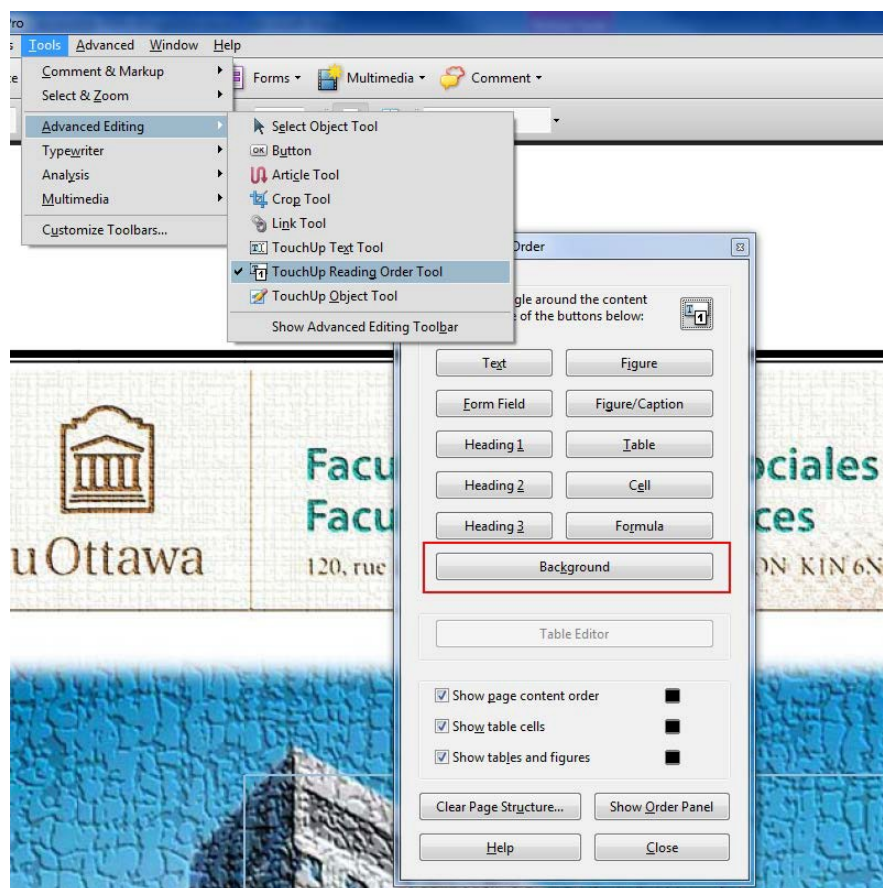 ro
s Tools Advanced Window Help
te Comment & Markup
Forms Multimedia Comment
Select & Zoom
Advanced Editing
Typewriter
Analysis
Multimedia
Customize Toolbars...
Select Object Tool
OK Button
Article Tool
Crop Tool
Link Tool
TouchUp Text Tool
TouchUp Reading Order Tool
TouchUp Object Tool
Show Advanced Editing Toolbar
Order
gle around the content
e of the buttons below:
Text Figure
Form Field Figure/Caption
Heading 1 Table
Heading 2 Cell
Heading 3 Formula
Background
Table Editor
Show page content order
Show table cells
Show tables and figures
Clear Page Structure... Show Order Panel
Help Close
uOttawa
Facu ociales
Facu ces
120, rue ON K1N 6N